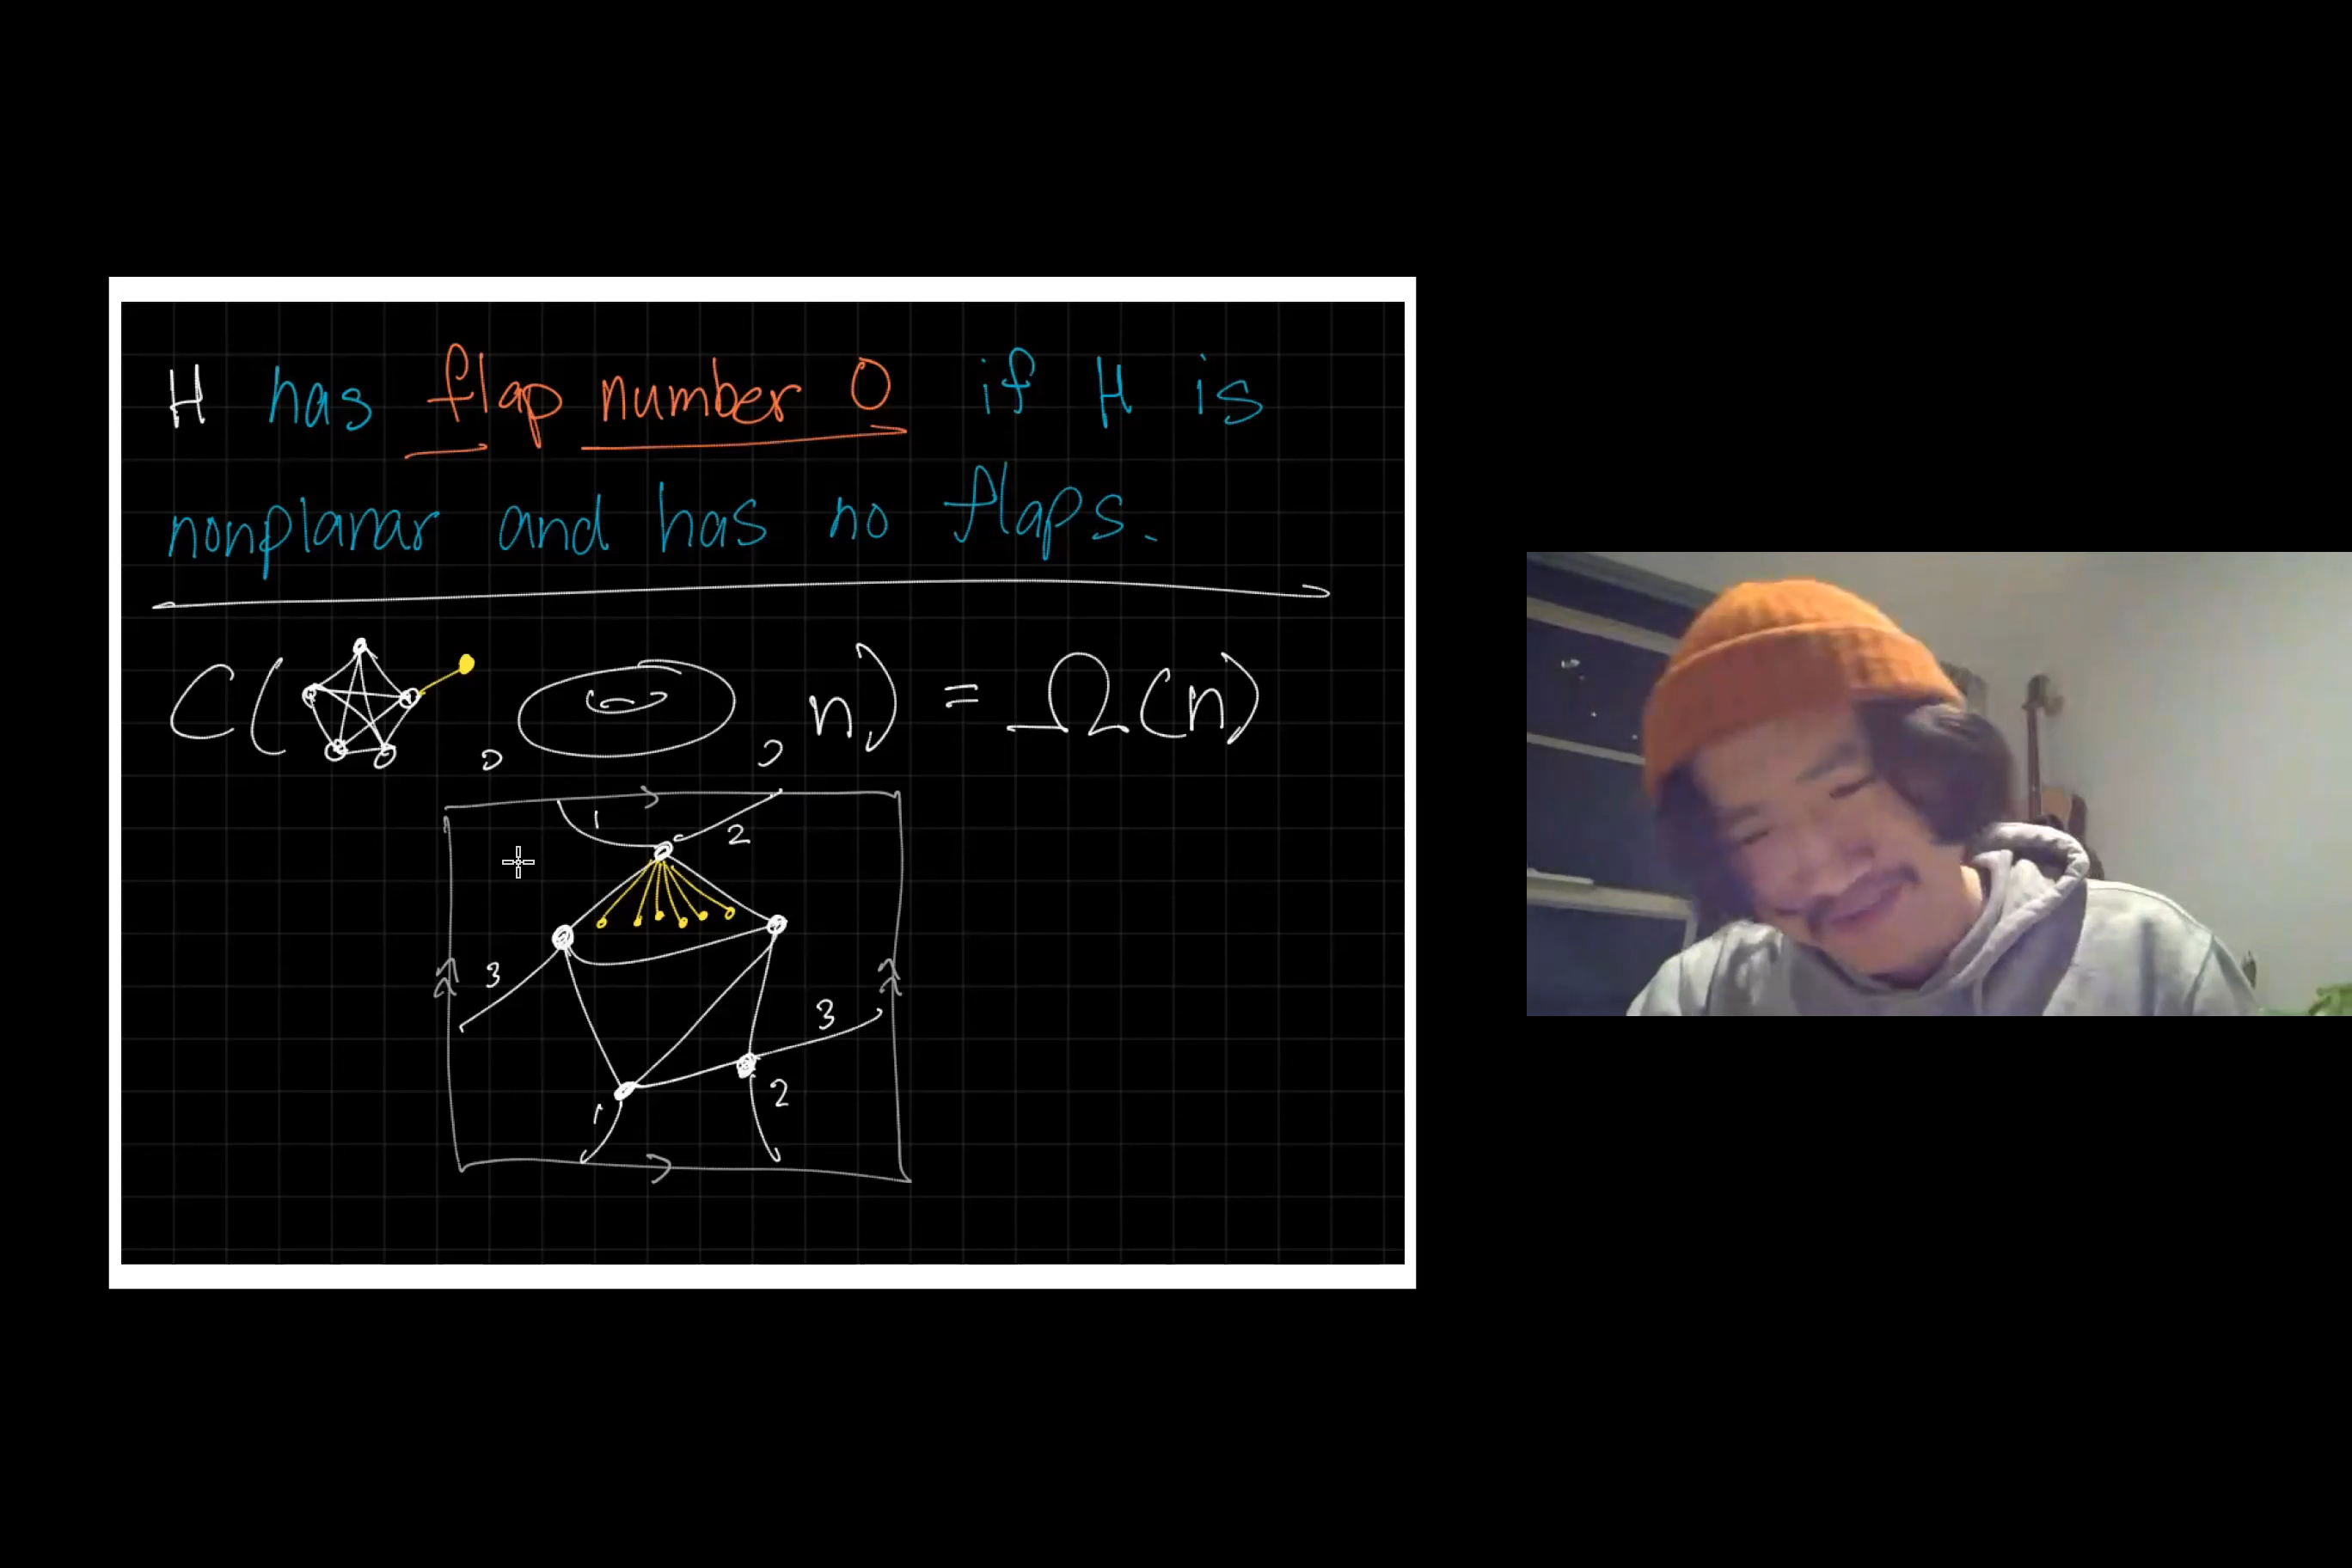 H has flap number 0 if H is
nonplanar and has no flaps.
C( , , n) = Ω(n)
1
2
3
3
1
2